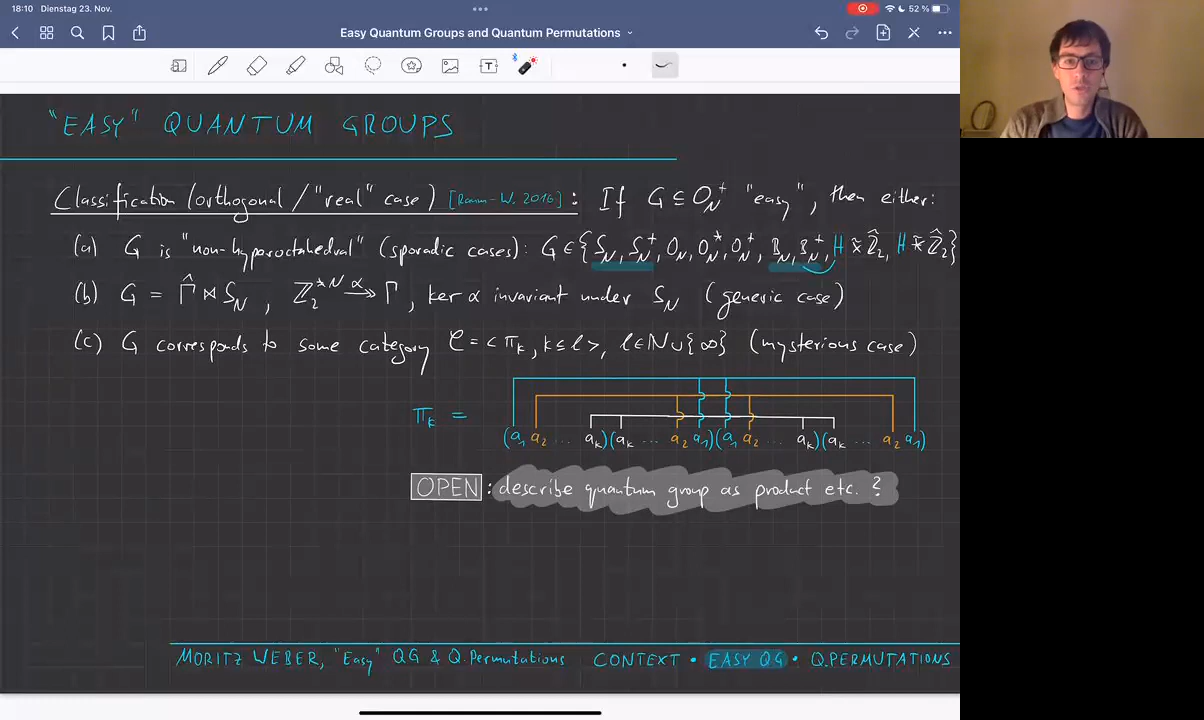 18:10 Dienstag 23. Nov.
52 %
Easy Quantum Groups and Quantum Permutations
"EASY" QUANTUM GROUPS
Classification (orthogonal / "real" case) [Raum-W. 2016]: If G ⊆ O_N^+ "easy", then either:
(a) G is "non-hyperoctahedral" (sporadic cases): G ∈ {S_N, S_N^+, O_N, O_N^*, O_N^+, B_N, B_N^+, H ×̃ Ẑ_2, H ×̃ Ẑ_2}
(b) G = Γ̂ ⋈ S_N, Z_2^{*N} →^α Γ, ker α invariant under S_N (generic case)
(c) G corresponds to some category C = <π_k, k ≤ l>, l ∈ N ∪ {∞} (mysterious case)
π_k =
(a_1 a_2 ... a_k)(a_k ... a_2 a_1)(a_1 a_2 ... a_k)(a_k ... a_2 a_1)
OPEN: describe quantum group as product etc. ?
MORITZ WEBER, "Easy" QG & Q.Permutations CONTEXT • EASY QG • Q.PERMUTATIONS